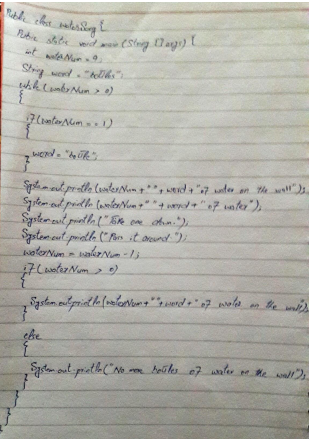 Public class waterSong {
Public static void main (String []args) {
int waterNum = 0;
String word = "bottles";
while (waterNum > 0)
{
if(waterNum == 1)
{
word = "bottle";
}
System.out.println(waterNum+" "+word+"of water on the wall");
System.out.println(waterNum+" "+word+" of water");
System.out.println("Take one down.");
System.out.println("Pass it around");
waterNum = waterNum - 1;
if( waterNum > 0)
{
System.out.println(waterNum+" "+word+" of water on the wall");
}
else
{
System.out.println("No more bottles of water on the wall");
}
}
}
}